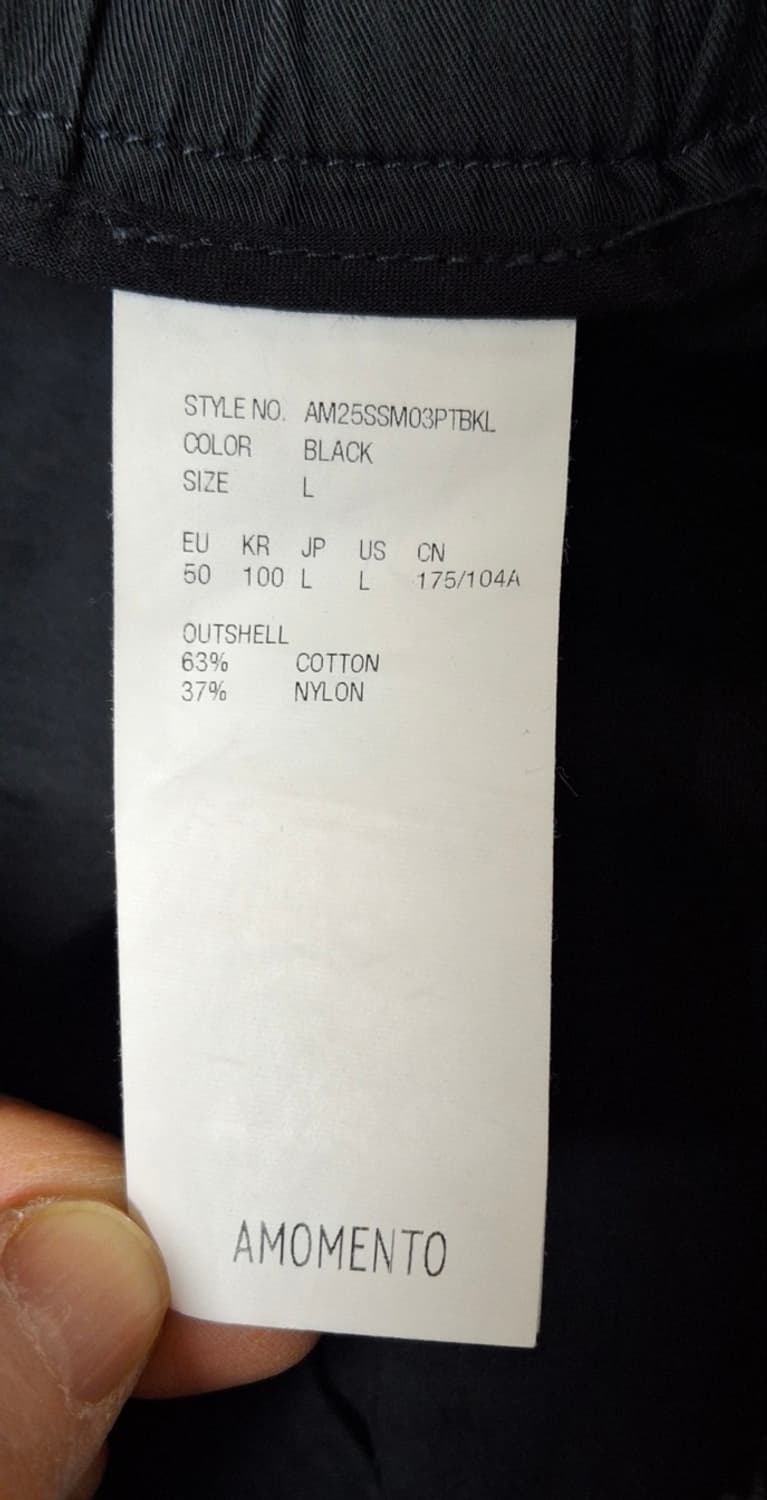 STYLE NO. AM25SSM03PTBKL
COLOR BLACK
SIZE L
EU KR JP US CN
50 100 L L 175/104A
OUTSHELL
63% COTTON
37% NYLON
AMOMENTO